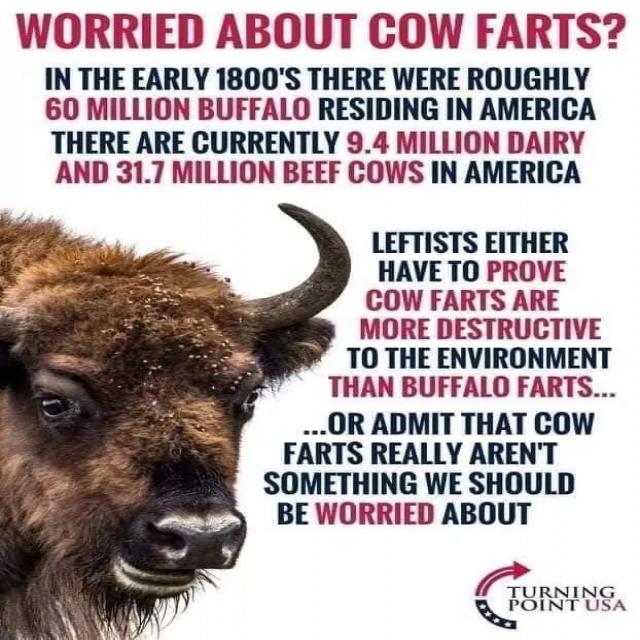 WORRIED ABOUT COW FARTS?
IN THE EARLY 1800'S THERE WERE ROUGHLY
60 MILLION BUFFALO RESIDING IN AMERICA
THERE ARE CURRENTLY 9.4 MILLION DAIRY
AND 31.7 MILLION BEEF COWS IN AMERICA
LEFTISTS EITHER
HAVE TO PROVE
COW FARTS ARE
MORE DESTRUCTIVE
TO THE ENVIRONMENT
THAN BUFFALO FARTS...
...OR ADMIT THAT COW
FARTS REALLY AREN'T
SOMETHING WE SHOULD
BE WORRIED ABOUT
TURNING
POINT USA